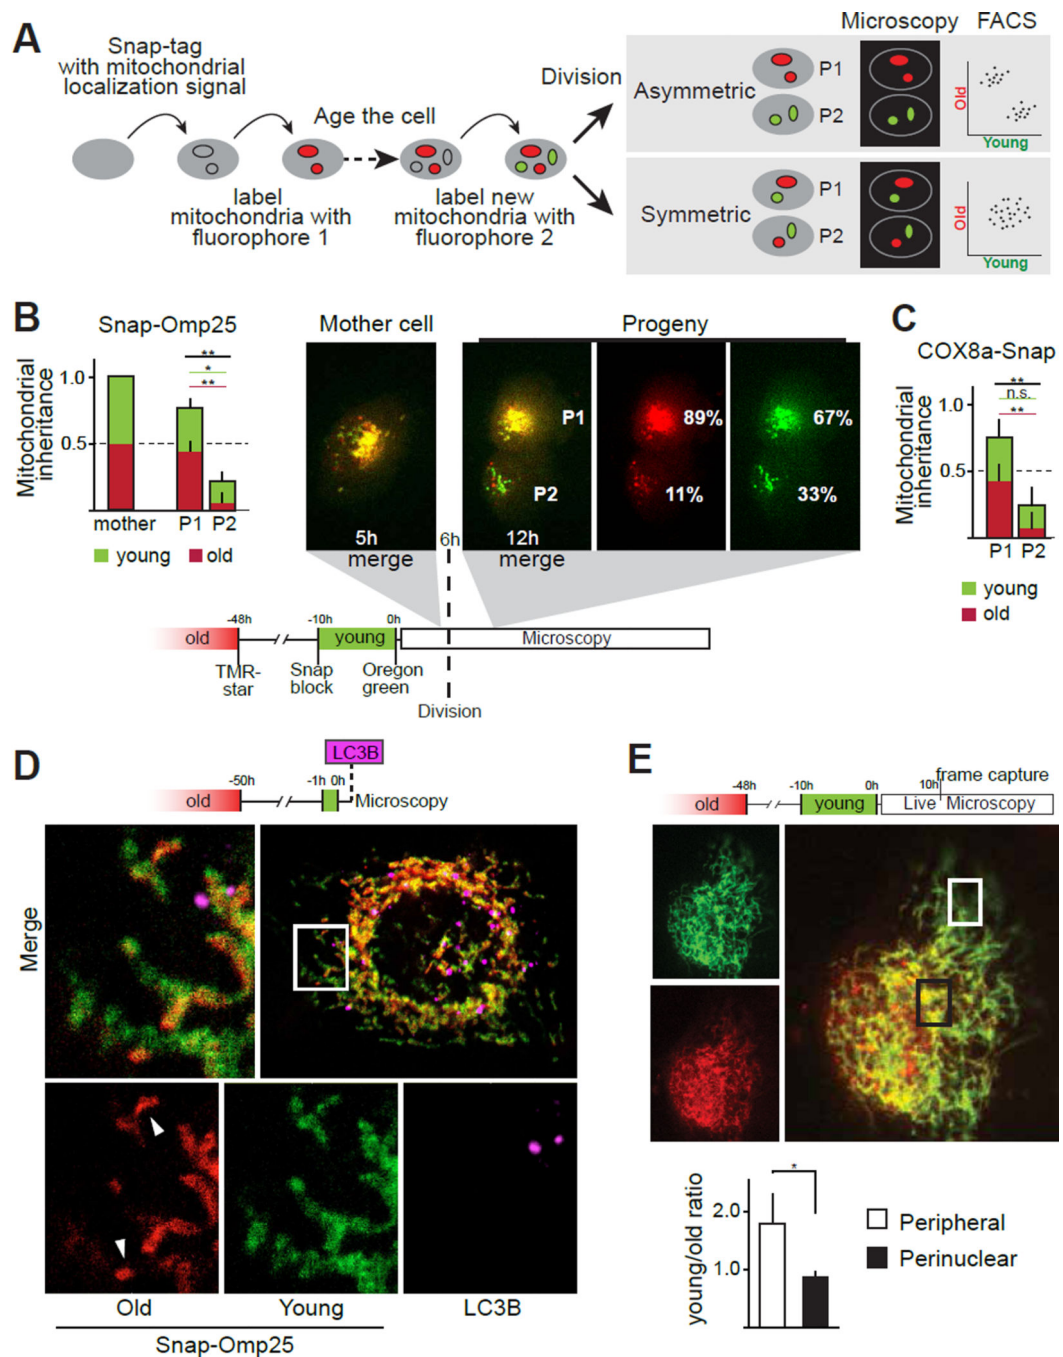 A
Snap-tag
with mitochondrial
localization signal
Age the cell
label
mitochondria with
fluorophore 1
label new
mitochondria with
fluorophore 2
Division
Microscopy FACS
Asymmetric
P1
P2
Old
Young
Symmetric
P1
P2
Old
Young
B
Snap-Omp25
Mitochondrial
inheritance
1.0
0.5
**
*
**
mother P1 P2
young old
Mother cell
Progeny
P1
P2
89%
11%
67%
33%
5h
merge
6h
12h
merge
old
-48h
-10h
young
0h
Microscopy
TMR-
star
Snap
block
Oregon
green
Division
C
COX8a-Snap
Mitochondrial
inheritance
1.0
0.5
**
n.s.
**
P1 P2
young
old
D
LC3B
old
-50h
-1h 0h
Microscopy
Merge
Old
Young
LC3B
Snap-Omp25
E
frame capture
old
-48h
-10h
young
0h
10h
Live Microscopy
young/old ratio
2.0
1.0
*
Peripheral
Perinuclear